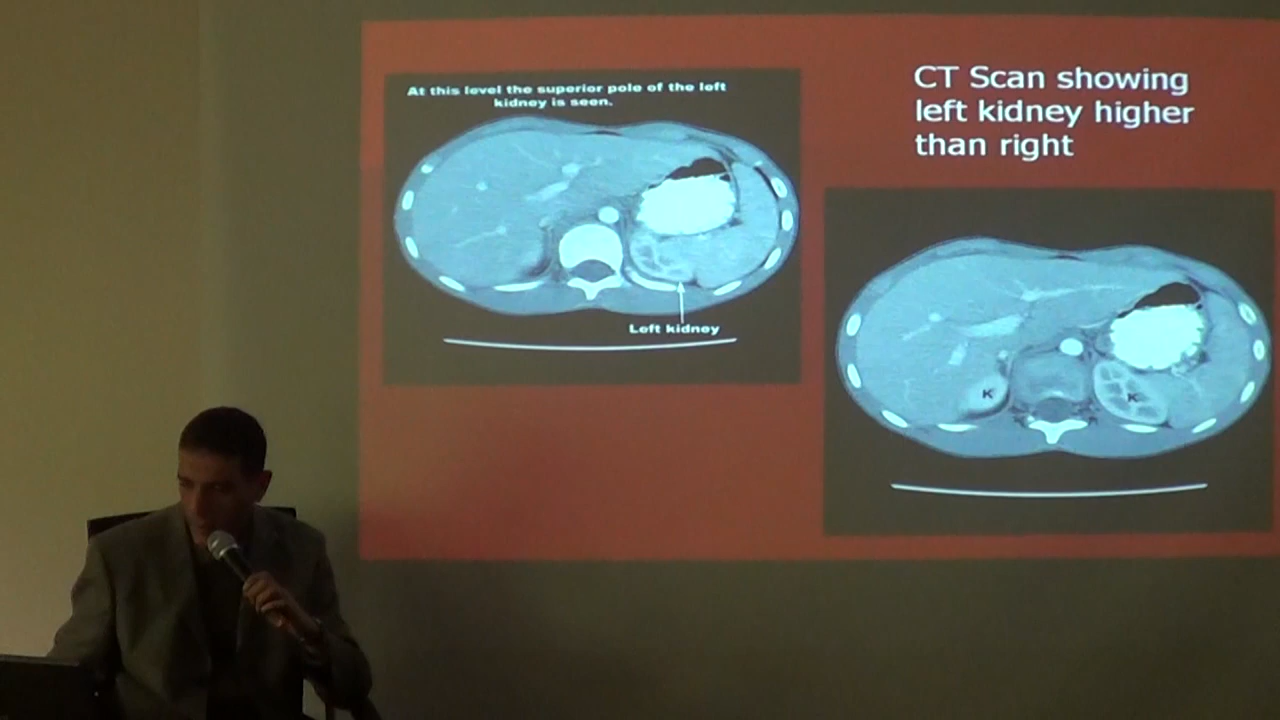 At this level the superior pole of the left
kidney is seen.
Left kidney
CT Scan showing
left kidney higher
than right
K
K